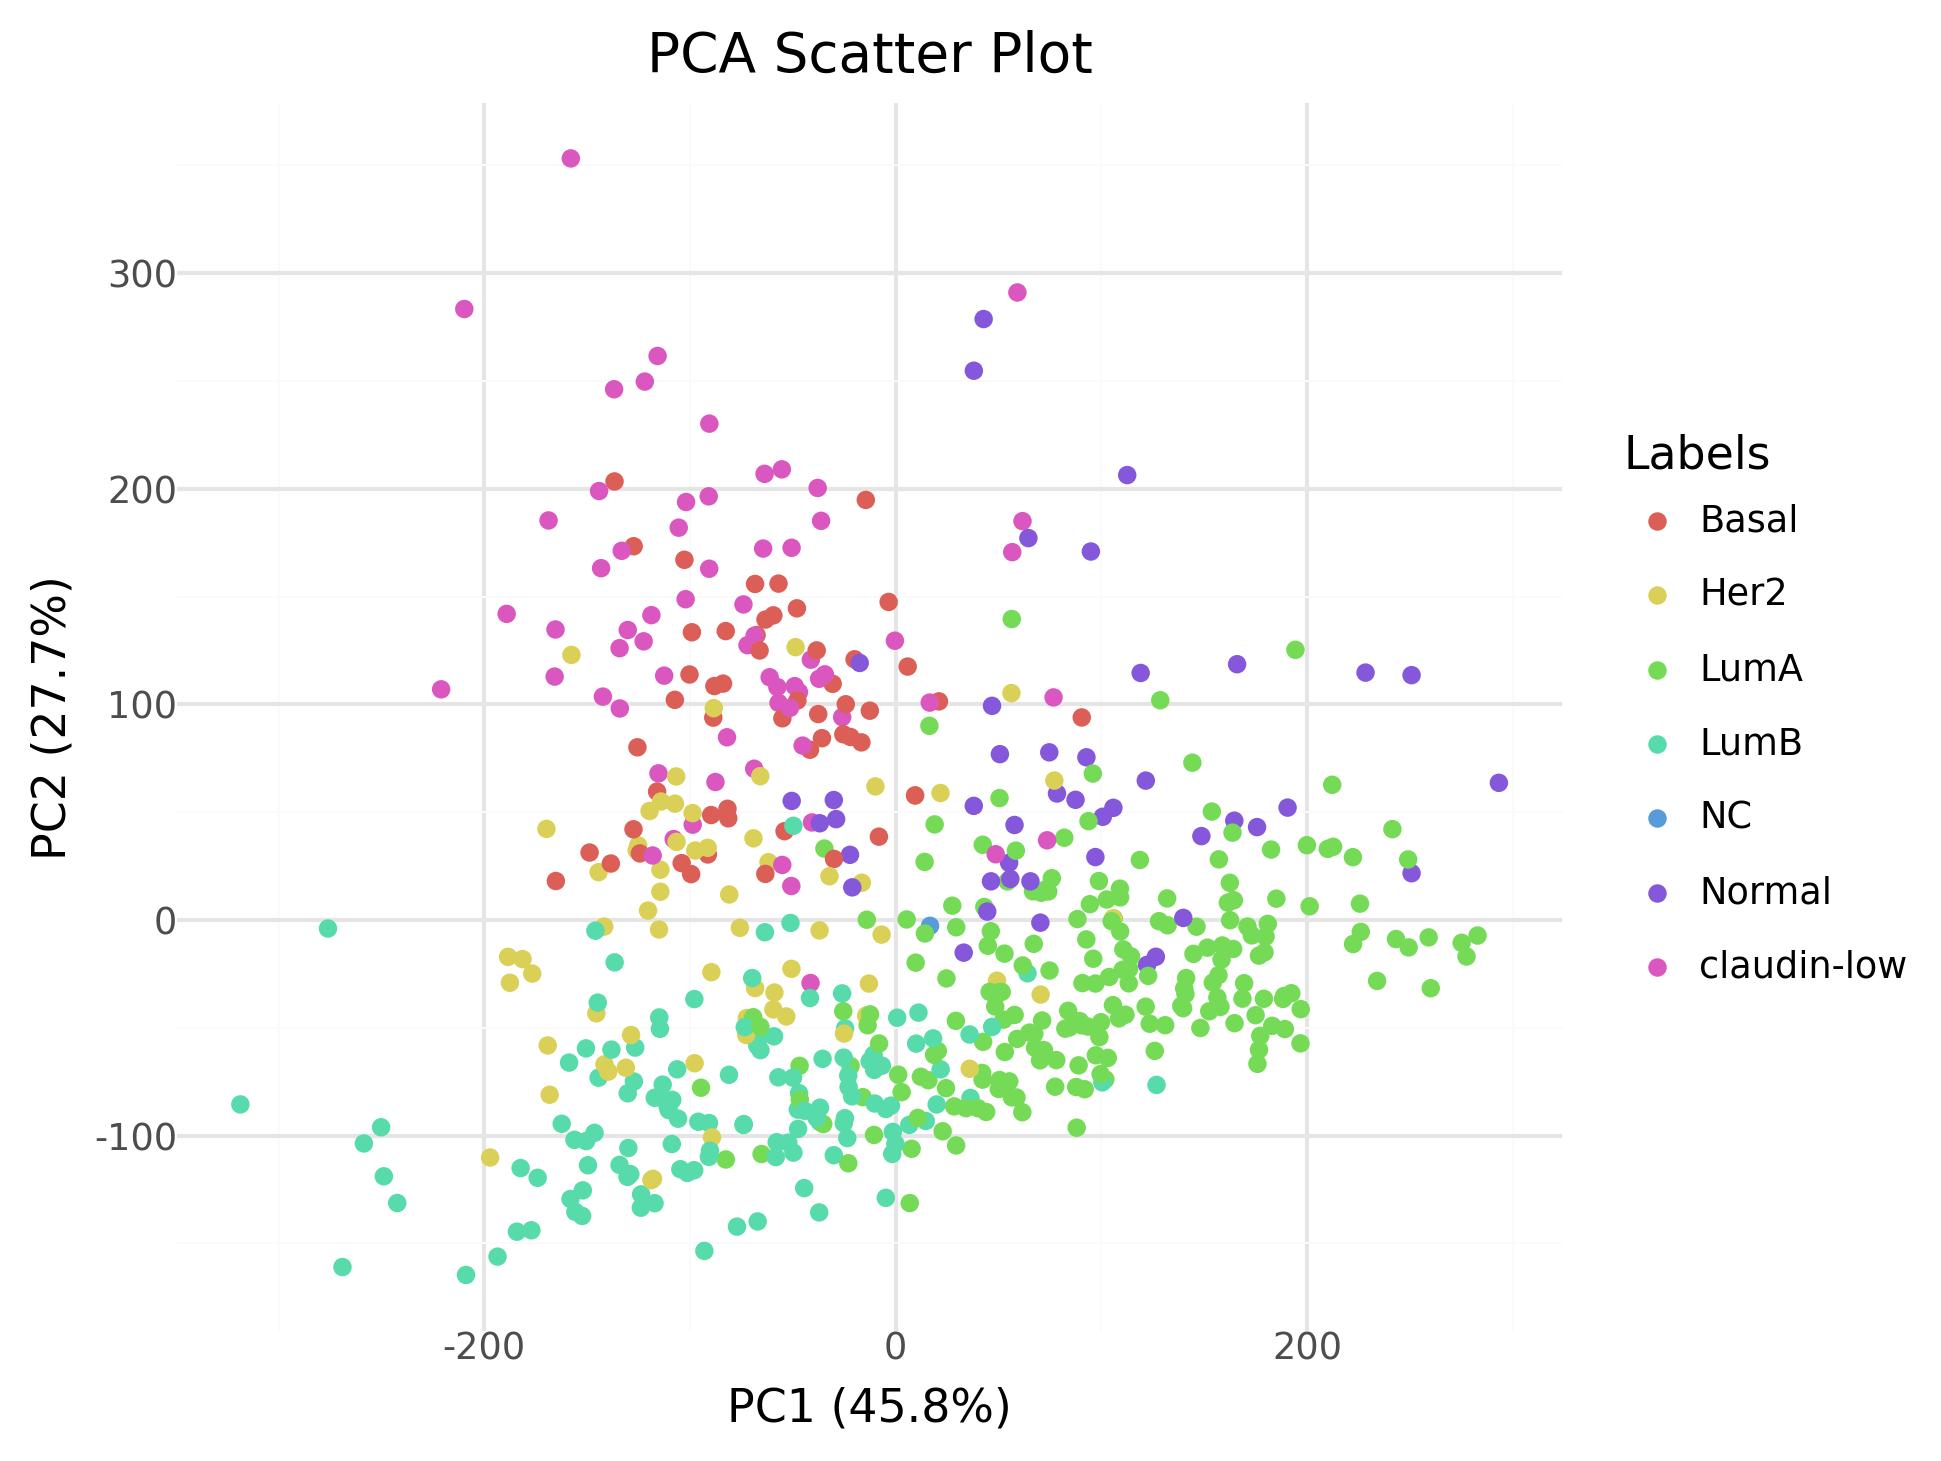 PCA Scatter Plot
PC2 (27.7%)
300
200
100
0
-100
-200
0
200
PC1 (45.8%)
Labels
Basal
Her2
LumA
LumB
NC
Normal
claudin-low